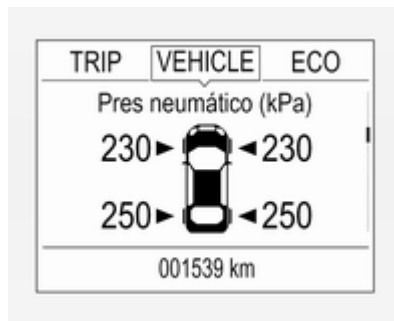 TRIP VEHICLE ECO
Pres neumático (kPa)
230 230
250 250
001539 km